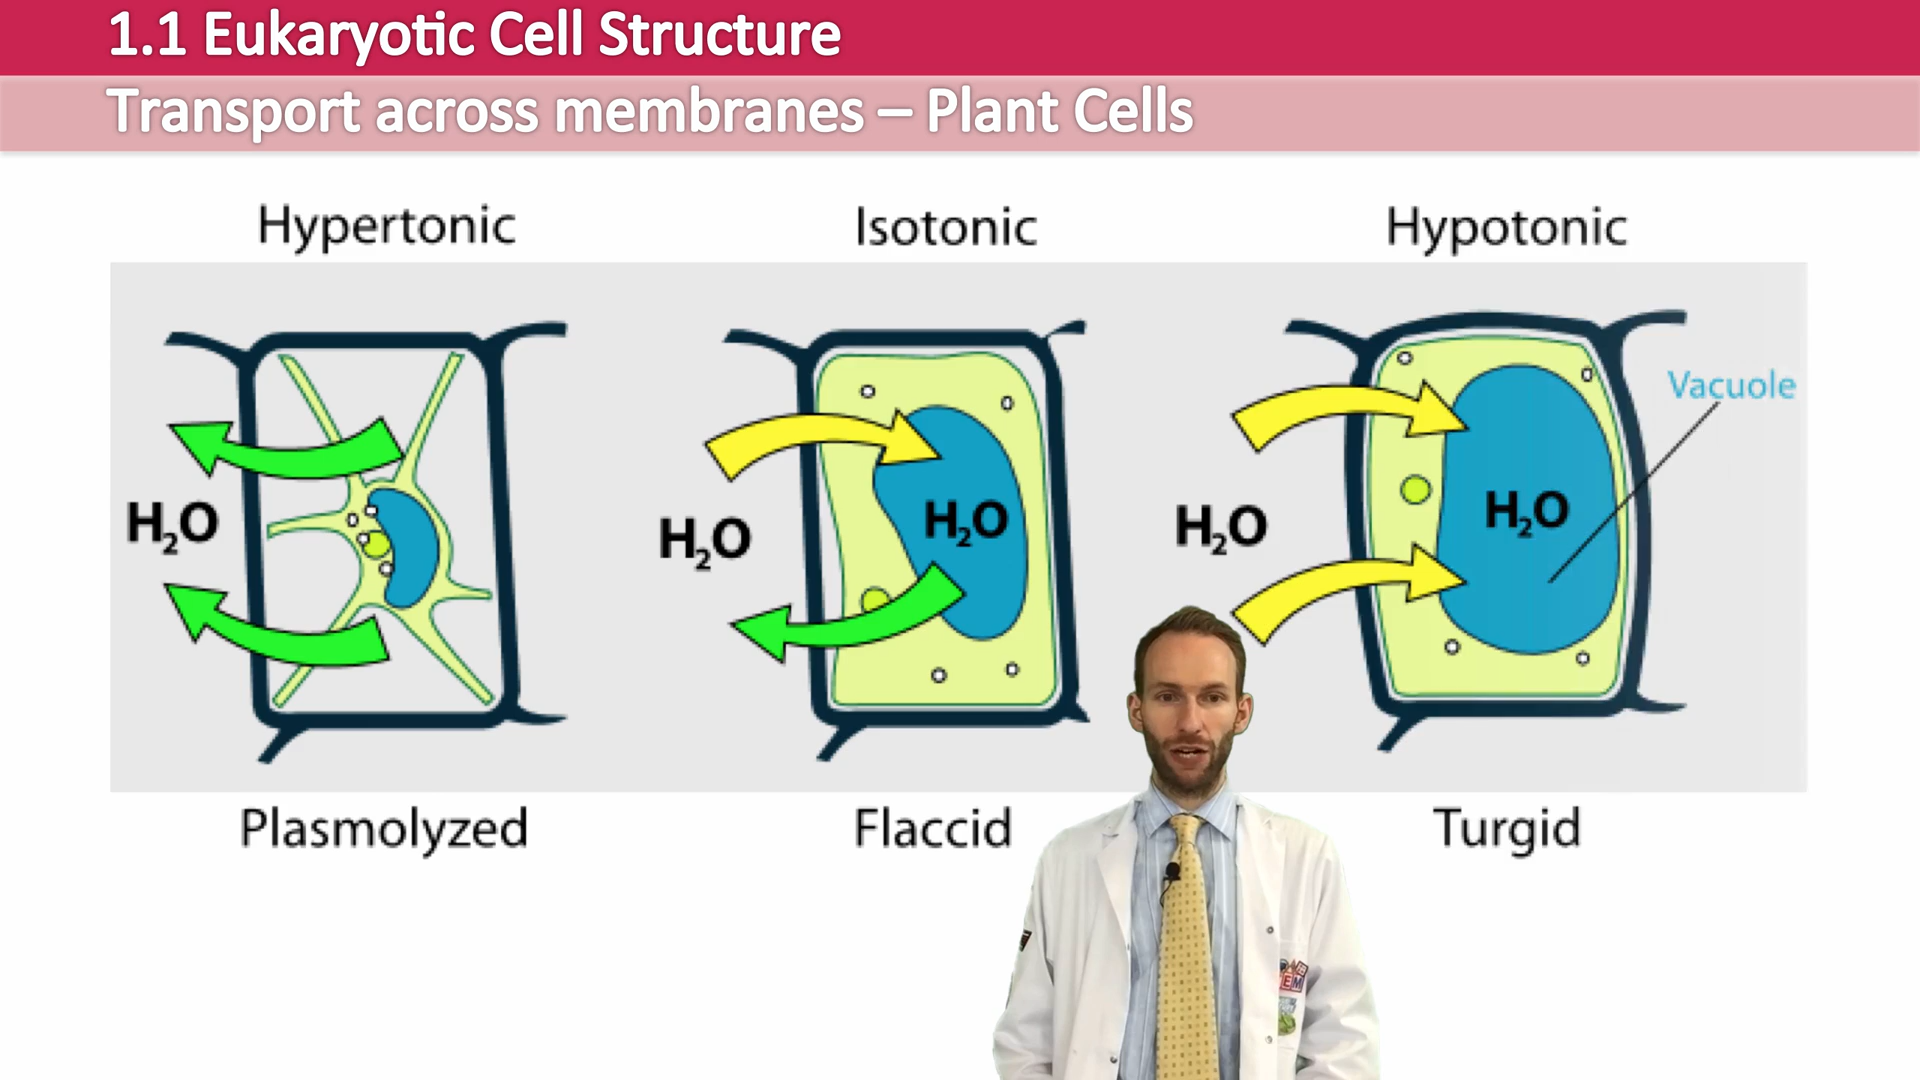 1.1 Eukaryotic Cell Structure
Transport across membranes – Plant Cells
Hypertonic
Isotonic
Hypotonic
Vacuole
H₂O
H₂O
H₂O
H₂O
H₂O
Plasmolyzed
Flaccid
Turgid